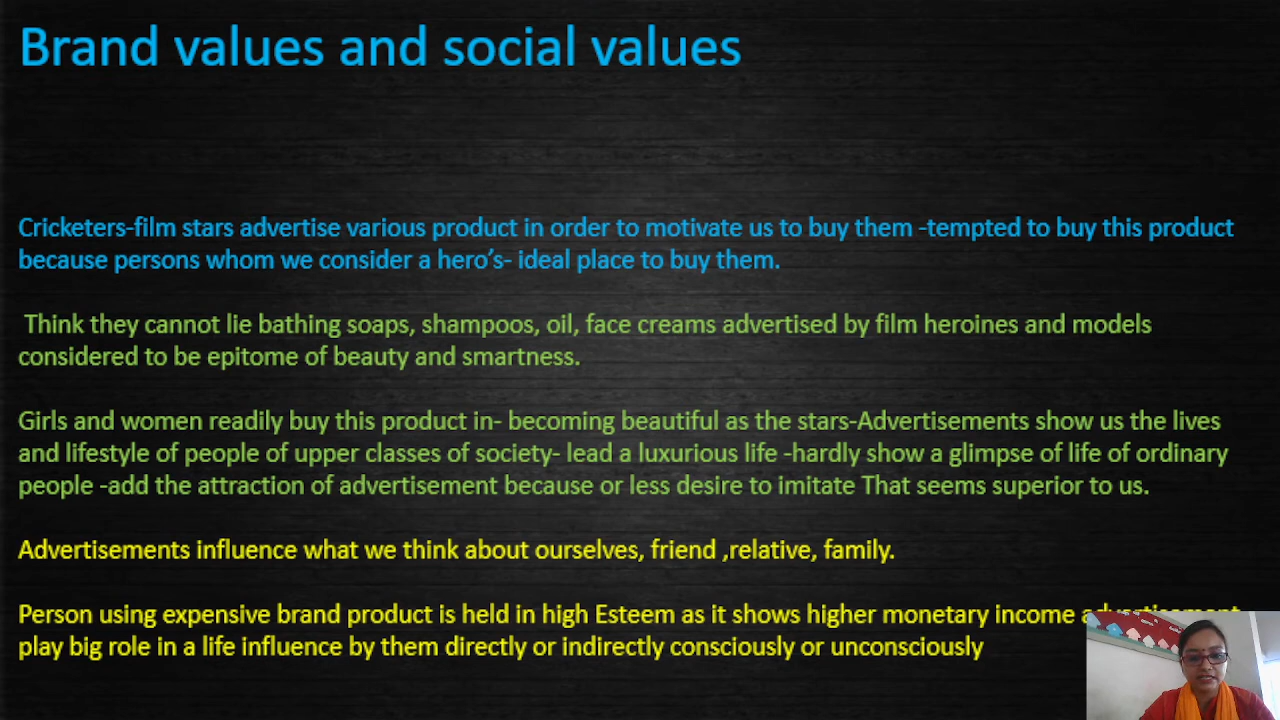 Brand values and social values
Cricketers-film stars advertise various product in order to motivate us to buy them -tempted to buy this product
because persons whom we consider a hero’s- ideal place to buy them.
Think they cannot lie bathing soaps, shampoos, oil, face creams advertised by film heroines and models
considered to be epitome of beauty and smartness.
Girls and women readily buy this product in- becoming beautiful as the stars-Advertisements show us the lives
and lifestyle of people of upper classes of society- lead a luxurious life -hardly show a glimpse of life of ordinary
people -add the attraction of advertisement because or less desire to imitate That seems superior to us.
Advertisements influence what we think about ourselves, friend ,relative, family.
Person using expensive brand product is held in high Esteem as it shows higher monetary income
play big role in a life influence by them directly or indirectly consciously or unconsciously